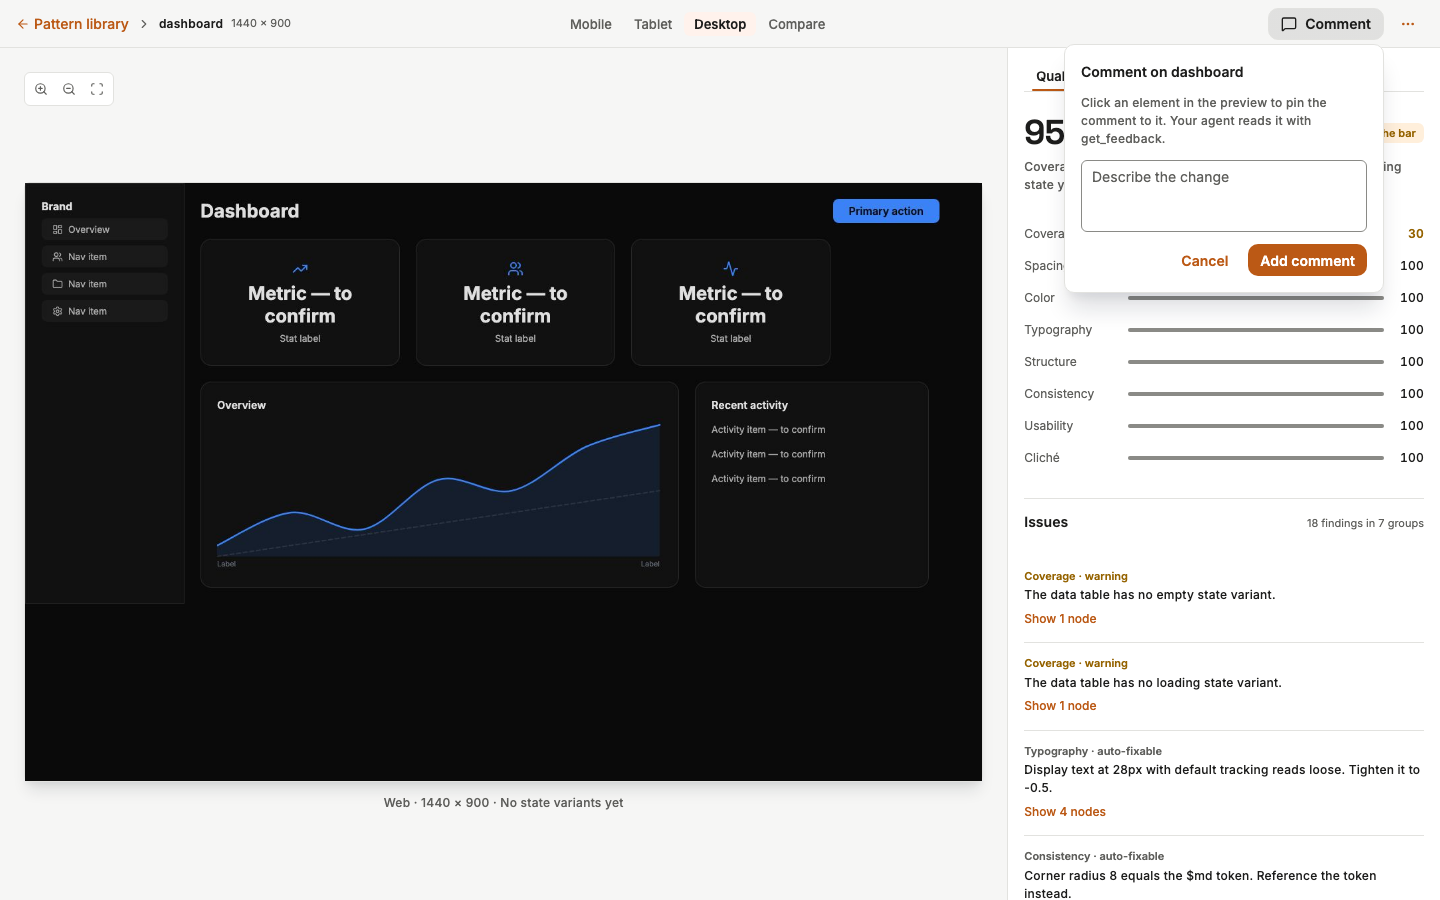 Pattern library
dashboard 1440 × 900
Mobile Tablet Desktop Compare
Comment
Comment on dashboard
Click an element in the preview to pin the
comment to it. Your agent reads it with
get_feedback.
Describe the change
Cancel
Add comment
Brand
Overview
Nav item
Nav item
Nav item
Dashboard
Primary action
Metric — to
confirm
Stat label
Metric — to
confirm
Stat label
Metric — to
confirm
Stat label
Overview
Label
Label
Recent activity
Activity item — to confirm
Activity item — to confirm
Activity item — to confirm
Web · 1440 × 900 · No state variants yet
95
bar
state
30
100
Color 100
Typography 100
Structure 100
Consistency 100
Usability 100
Cliché 100
Issues
18 findings in 7 groups
Coverage · warning
The data table has no empty state variant.
Show 1 node
Coverage · warning
The data table has no loading state variant.
Show 1 node
Typography · auto-fixable
Display text at 28px with default tracking reads loose. Tighten it to
-0.5.
Show 4 nodes
Consistency · auto-fixable
Corner radius 8 equals the $md token. Reference the token
instead.